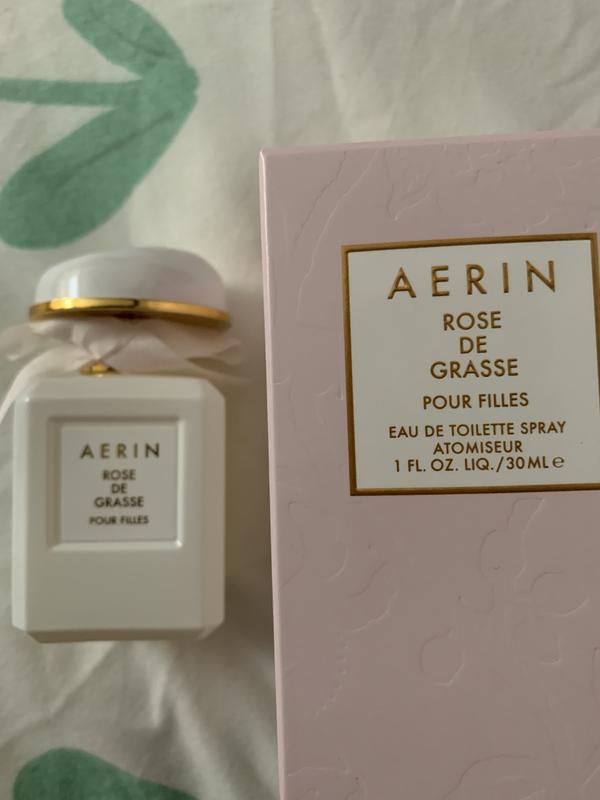 AERIN
ROSE
DE
GRASSE
POUR FILLES
AERIN
ROSE
DE
GRASSE
POUR FILLES
EAU DE TOILETTE SPRAY
ATOMISEUR
1 FL. OZ. LIQ./30 ML ℮